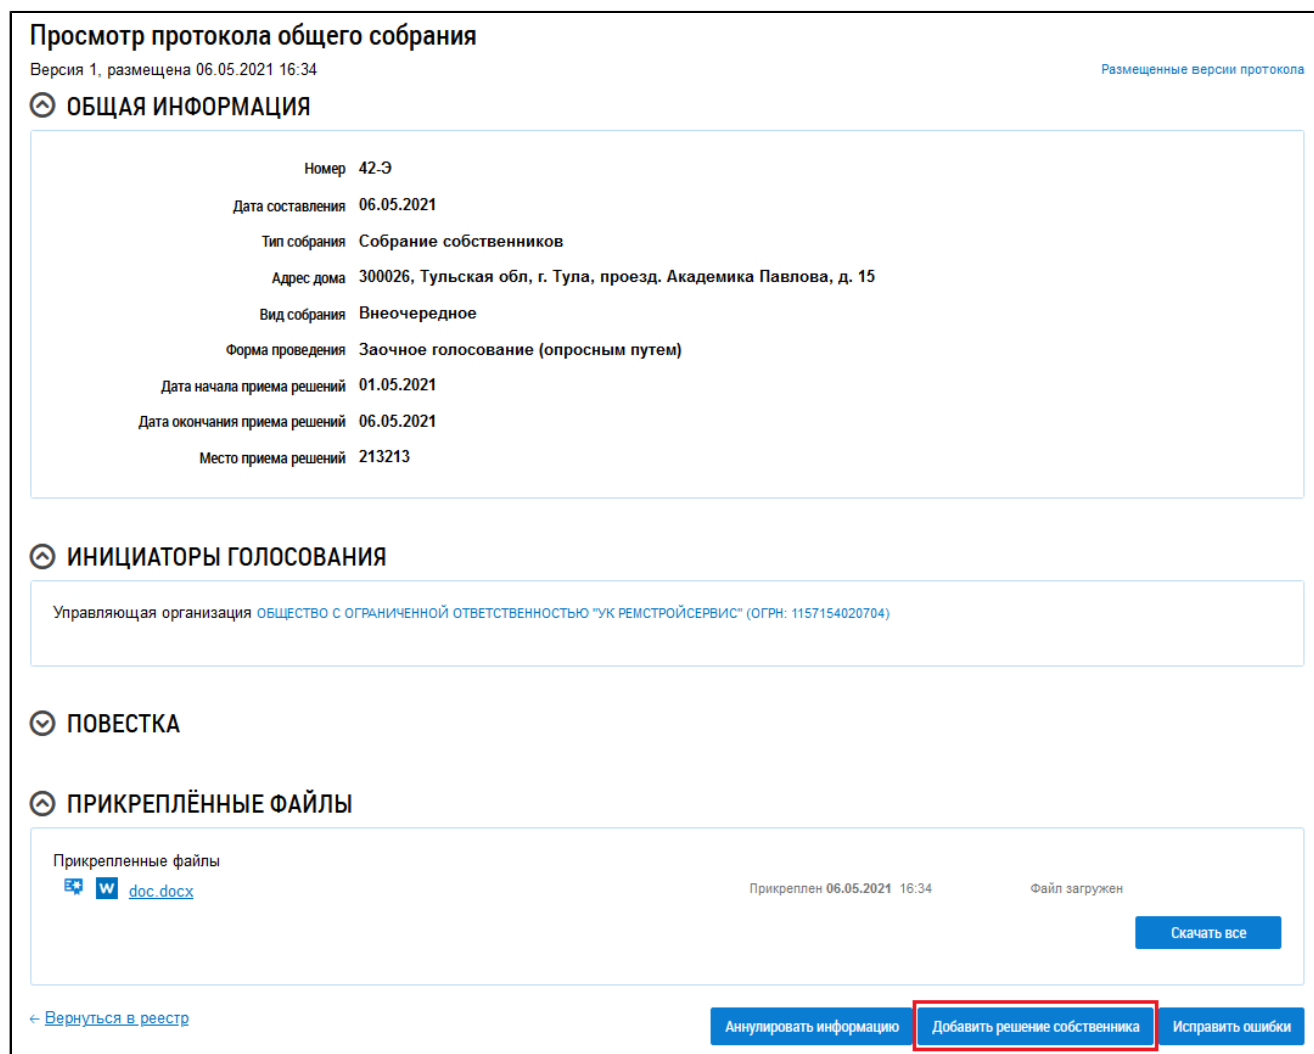 Просмотр протокола общего собрания
Версия 1, размещена 06.05.2021 16:34
Размещенные версии протокола
ОБЩАЯ ИНФОРМАЦИЯ
Номер 42-Э
Дата составления 06.05.2021
Тип собрания Собрание собственников
Адрес дома 300026, Тульская обл, г. Тула, проезд. Академика Павлова, д. 15
Вид собрания Внеочередное
Форма проведения Заочное голосование (опросным путем)
Дата начала приема решений 01.05.2021
Дата окончания приема решений 06.05.2021
Место приема решений 213213
ИНИЦИАТОРЫ ГОЛОСОВАНИЯ
Управляющая организация ОБЩЕСТВО С ОГРАНИЧЕННОЙ ОТВЕТСТВЕННОСТЬЮ "УК РЕМСТРОЙСЕРВИС" (ОГРН: 1157154020704)
ПОВЕСТКА
ПРИКРЕПЛЁННЫЕ ФАЙЛЫ
Прикрепленные файлы
W doc.docx Прикреплен 06.05.2021 16:34 Файл загружен
Скачать все
← Вернуться в реестр Аннулировать информацию Добавить решение собственника Исправить ошибки